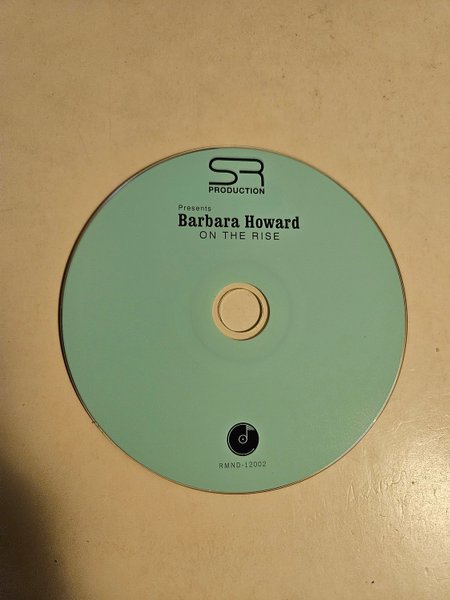 SR
PRODUCTION
Presents
Barbara Howard
ON THE RISE
RMND-12002